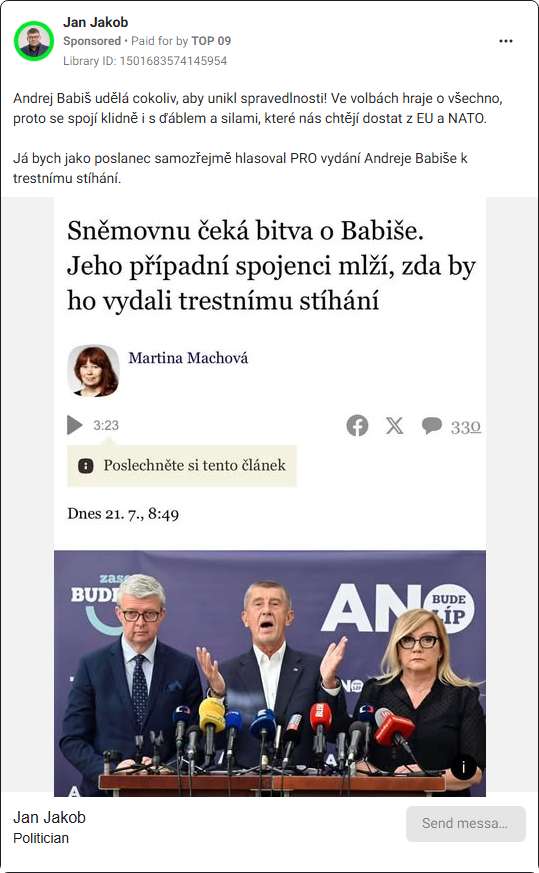 Jan Jakob
Sponsored • Paid for by TOP 09
Library ID: 1501683574145954
Andrej Babiš udělá cokoliv, aby unikl spravedlnosti! Ve volbách hraje o všechno,
proto se spojí klidně i s ďáblem a silami, které nás chtějí dostat z EU a NATO.
Já bych jako poslanec samozřejmě hlasoval PRO vydání Andreje Babiše k
trestnímu stíhání.
Sněmovnu čeká bitva o Babiše.
Jeho případní spojenci mlží, zda by
ho vydali trestnímu stíhání
Martina Machová
3:23
330
Poslechněte si tento článek
Dnes 21. 7., 8:49
zase
BUDE
ANO
BUDE
LÍP
Jan Jakob
Politician
Send messa...